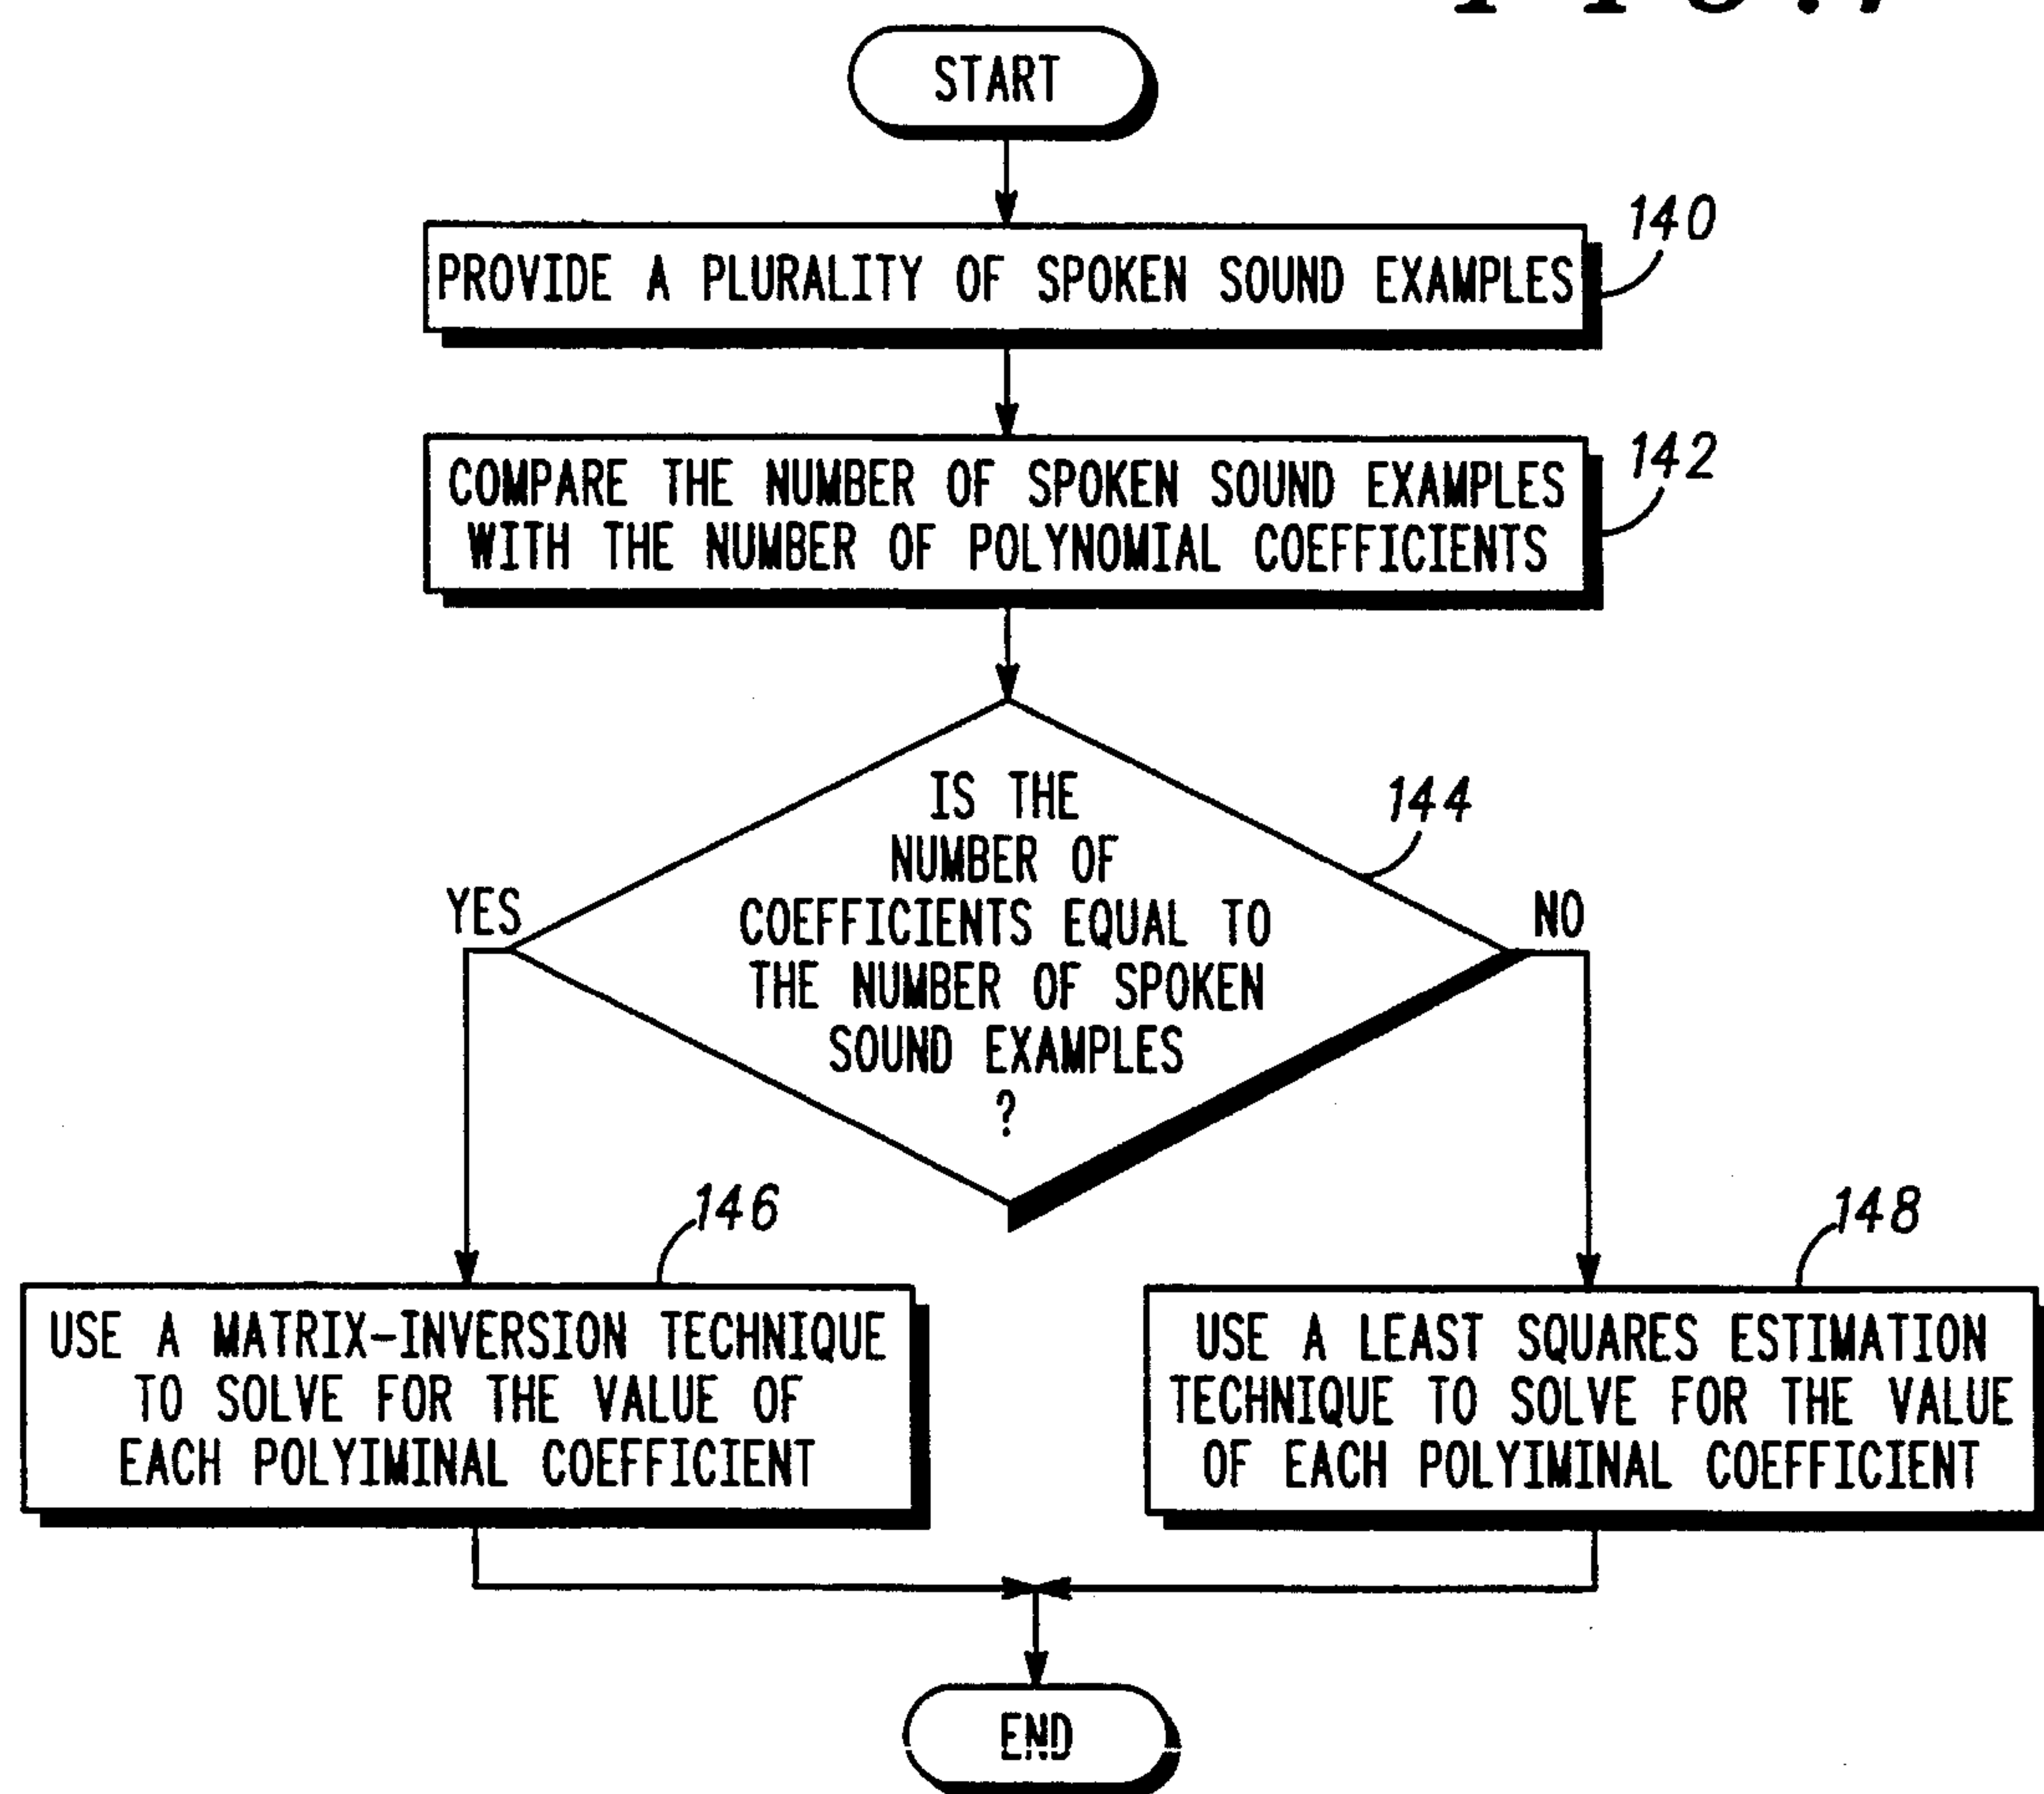 START
PROVIDE A PLURALITY OF SPOKEN SOUND EXAMPLES
140
COMPARE THE NUMBER OF SPOKEN SOUND EXAMPLES
WITH THE NUMBER OF POLYNOMIAL COEFFICIENTS
142
IS THE
NUMBER OF
COEFFICIENTS EQUAL TO
THE NUMBER OF SPOKEN
SOUND EXAMPLES
?
144
YES
NO
146
148
USE A MATRIX-INVERSION TECHNIQUE
TO SOLVE FOR THE VALUE OF
EACH POLYIMINAL COEFFICIENT
USE A LEAST SQUARES ESTIMATION
TECHNIQUE TO SOLVE FOR THE VALUE
OF EACH POLYIMINAL COEFFICIENT
END